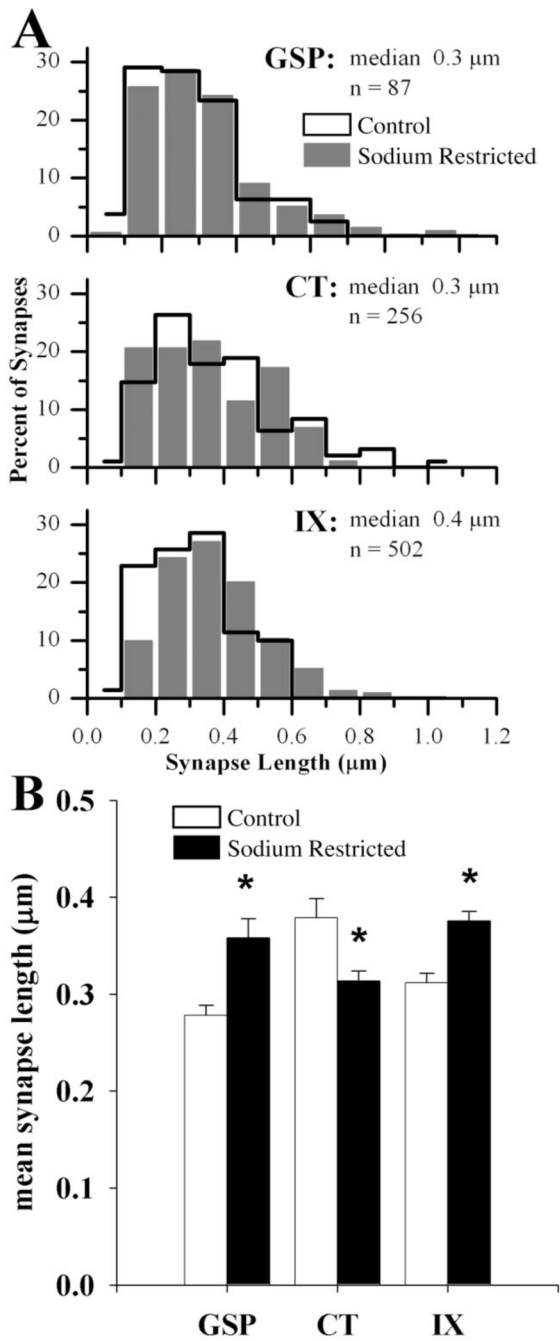 A
GSP: median 0.3 μm
n = 87
Control
Sodium Restricted
30
20
10
0
CT: median 0.3 μm
n = 256
30
20
10
0
Percent of Synapses
IX: median 0.4 μm
n = 502
30
20
10
0
0.0 0.2 0.4 0.6 0.8 1.0 1.2
Synapse Length (μm)
B
Control
Sodium Restricted
0.5
0.4
0.3
0.2
0.1
0.0
* * *
mean synapse length (μm)
GSP CT IX